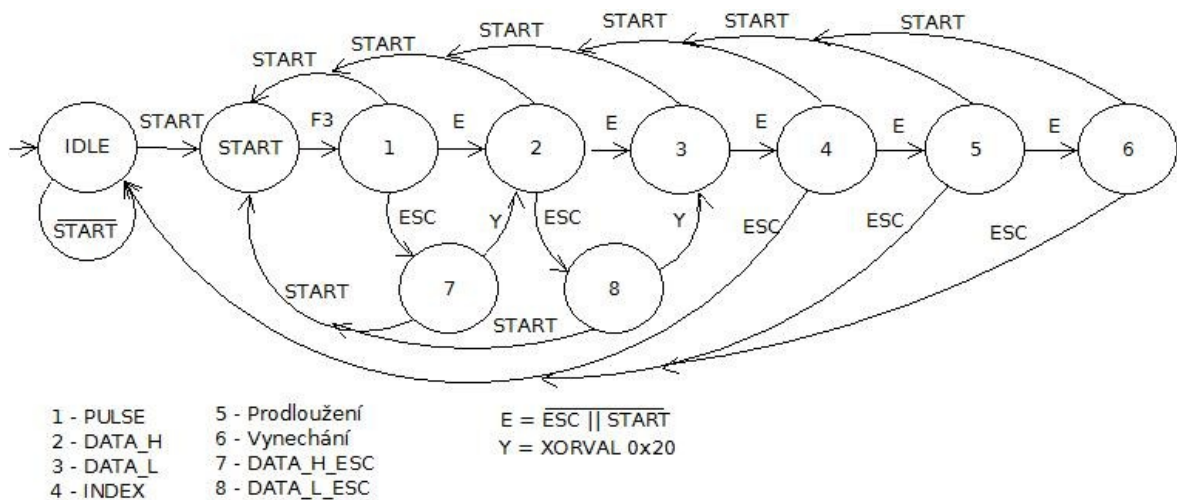 START START START START START
START
START F3 E E E E E
IDLE START 1 2 3 4 5 6
START
ESC ESC ESC ESC ESC
Y Y
7 8
START START
1 - PULSE
2 - DATA_H
3 - DATA_L
4 - INDEX
5 - Prodloužení
6 - Vynechání
7 - DATA_H_ESC
8 - DATA_L_ESC
E = ESC || START
Y = XORVAL 0x20